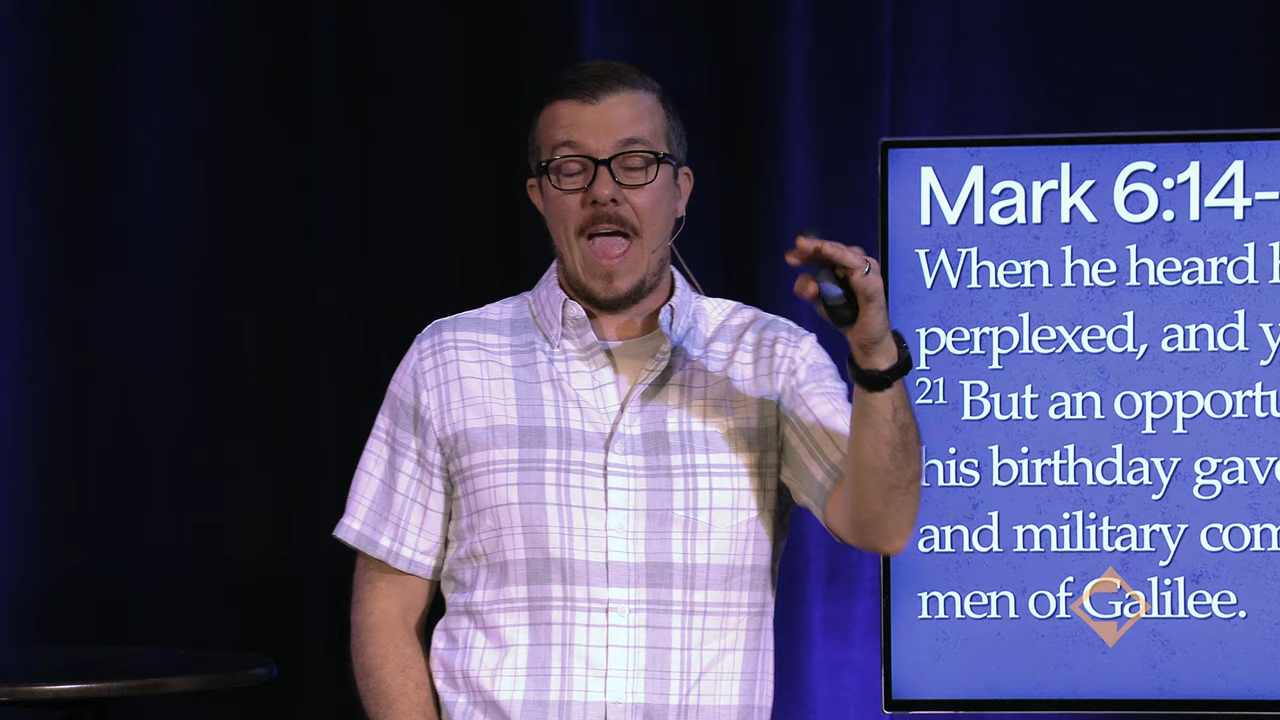 Mark 6:14-
When he heard
perplexed, and y
21 But an opportu
his birthday gave
and military com
men of Galilee.